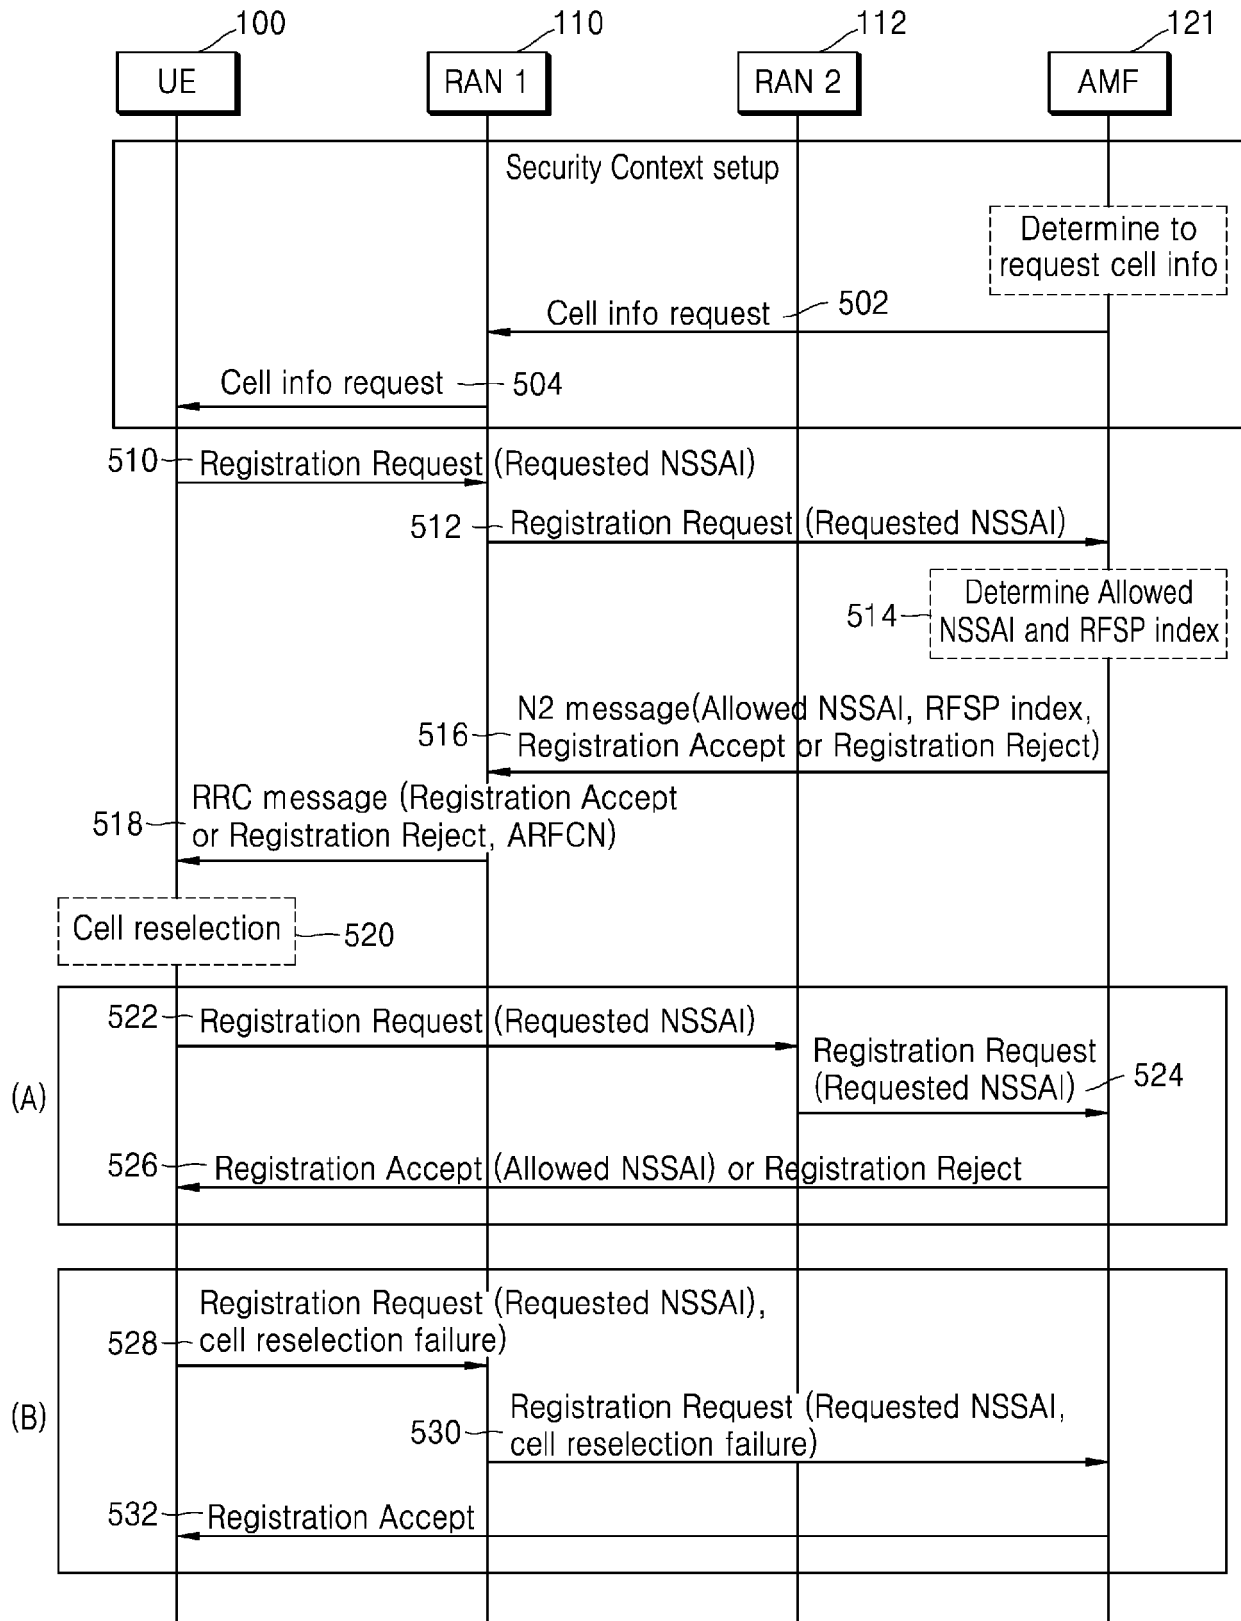 100
110
112
121
UE
RAN 1
RAN 2
AMF
Security Context setup
Determine to
request cell info
Cell info request
502
Cell info request
504
510
Registration Request (Requested NSSAI)
512
Registration Request (Requested NSSAI)
514
Determine Allowed
NSSAI and RFSP index
516
N2 message(Allowed NSSAI, RFSP index,
Registration Accept or Registration Reject)
518
RRC message (Registration Accept
or Registration Reject, ARFCN)
Cell reselection
520
(A)
522
Registration Request (Requested NSSAI)
Registration Request
(Requested NSSAI)
524
526
Registration Accept (Allowed NSSAI) or Registration Reject
(B)
528
Registration Request (Requested NSSAI),
cell reselection failure)
530
Registration Request (Requested NSSAI,
cell reselection failure)
532
Registration Accept